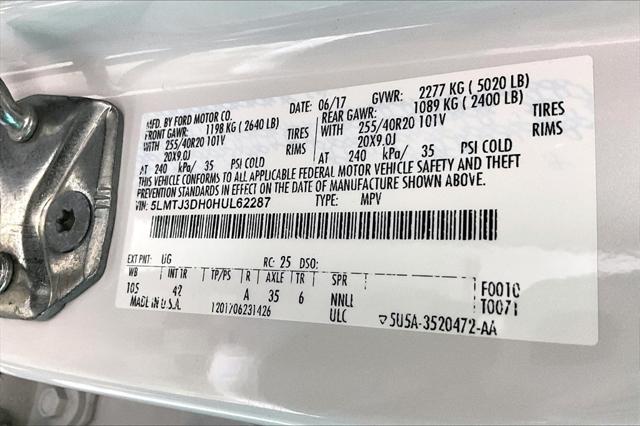 MFD. BY FORD MOTOR CO. DATE: 06/17 GVWR: 2277 KG ( 5020 LB)
FRONT GAWR: 1198 KG ( 2640 LB) REAR GAWR: 1089 KG ( 2400 LB)
WITH 255/40R20 101V TIRES WITH 255/40R20 101V TIRES
20X9.0J RIMS 20X9.0J RIMS
AT 240 kPa/ 35 PSI COLD AT 240 kPa/ 35 PSI COLD
THIS VEHICLE CONFORMS TO ALL APPLICABLE FEDERAL MOTOR VEHICLE SAFETY AND THEFT
PREVENTION STANDARDS IN EFFECT ON THE DATE OF MANUFACTURE SHOWN ABOVE.
VIN: 5LMTJ3DH0HUL62287 TYPE: MPV
EXT PNT: UG RC: 25 DSO:
WB INT TR TP/PS R AXLE TR SPR
105 42 A 35 6 NNLL F0010
MADE IN U.S.A. 1201706231426 ULC T0071
▽5U5A-3520472-AA